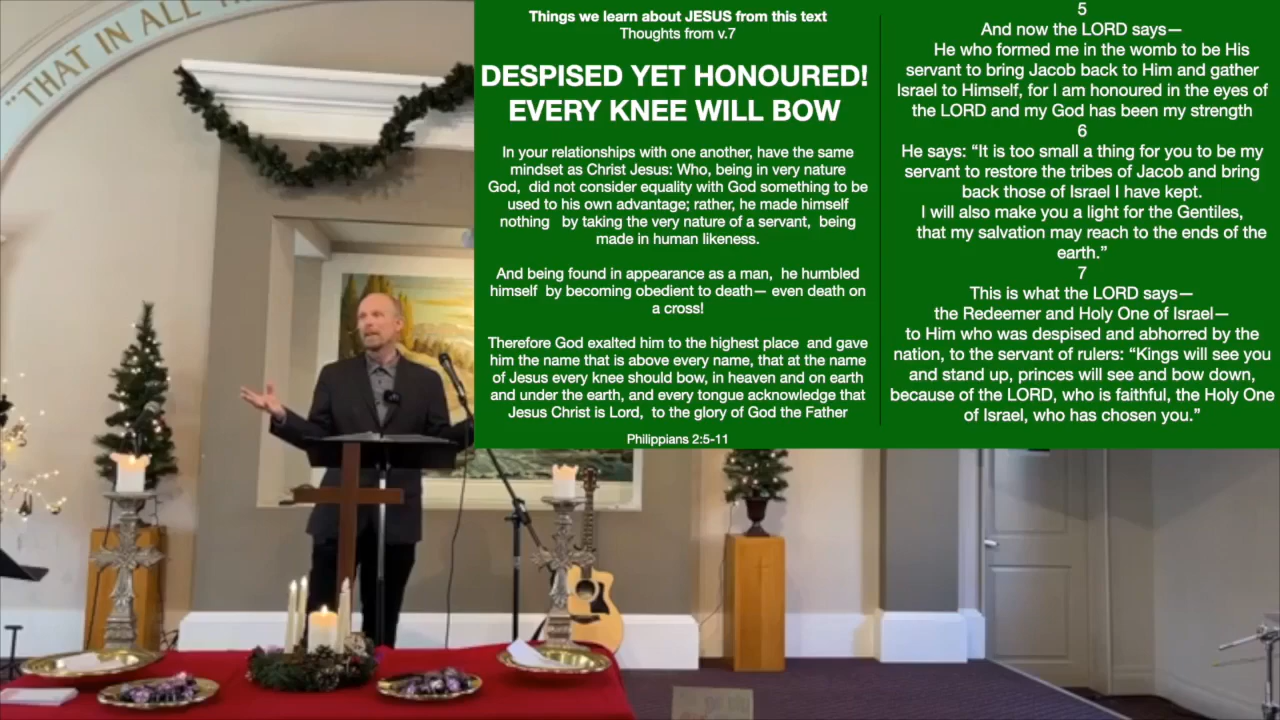 "THAT IN ALL
Things we learn about JESUS from this text
Thoughts from v.7
DESPISED YET HONOURED!
EVERY KNEE WILL BOW
In your relationships with one another, have the same
mindset as Christ Jesus: Who, being in very nature
God, did not consider equality with God something to be
used to his own advantage; rather, he made himself
nothing by taking the very nature of a servant, being
made in human likeness.
And being found in appearance as a man, he humbled
himself by becoming obedient to death— even death on
a cross!
Therefore God exalted him to the highest place and gave
him the name that is above every name, that at the name
of Jesus every knee should bow, in heaven and on earth
and under the earth, and every tongue acknowledge that
Jesus Christ is Lord, to the glory of God the Father
Philippians 2:5-11
5
And now the LORD says—
He who formed me in the womb to be His
servant to bring Jacob back to Him and gather
Israel to Himself, for I am honoured in the eyes of
the LORD and my God has been my strength
6
He says: “It is too small a thing for you to be my
servant to restore the tribes of Jacob and bring
back those of Israel I have kept.
I will also make you a light for the Gentiles,
that my salvation may reach to the ends of the
earth.”
7
This is what the LORD says—
the Redeemer and Holy One of Israel—
to Him who was despised and abhorred by the
nation, to the servant of rulers: “Kings will see you
and stand up, princes will see and bow down,
because of the LORD, who is faithful, the Holy One
of Israel, who has chosen you.”